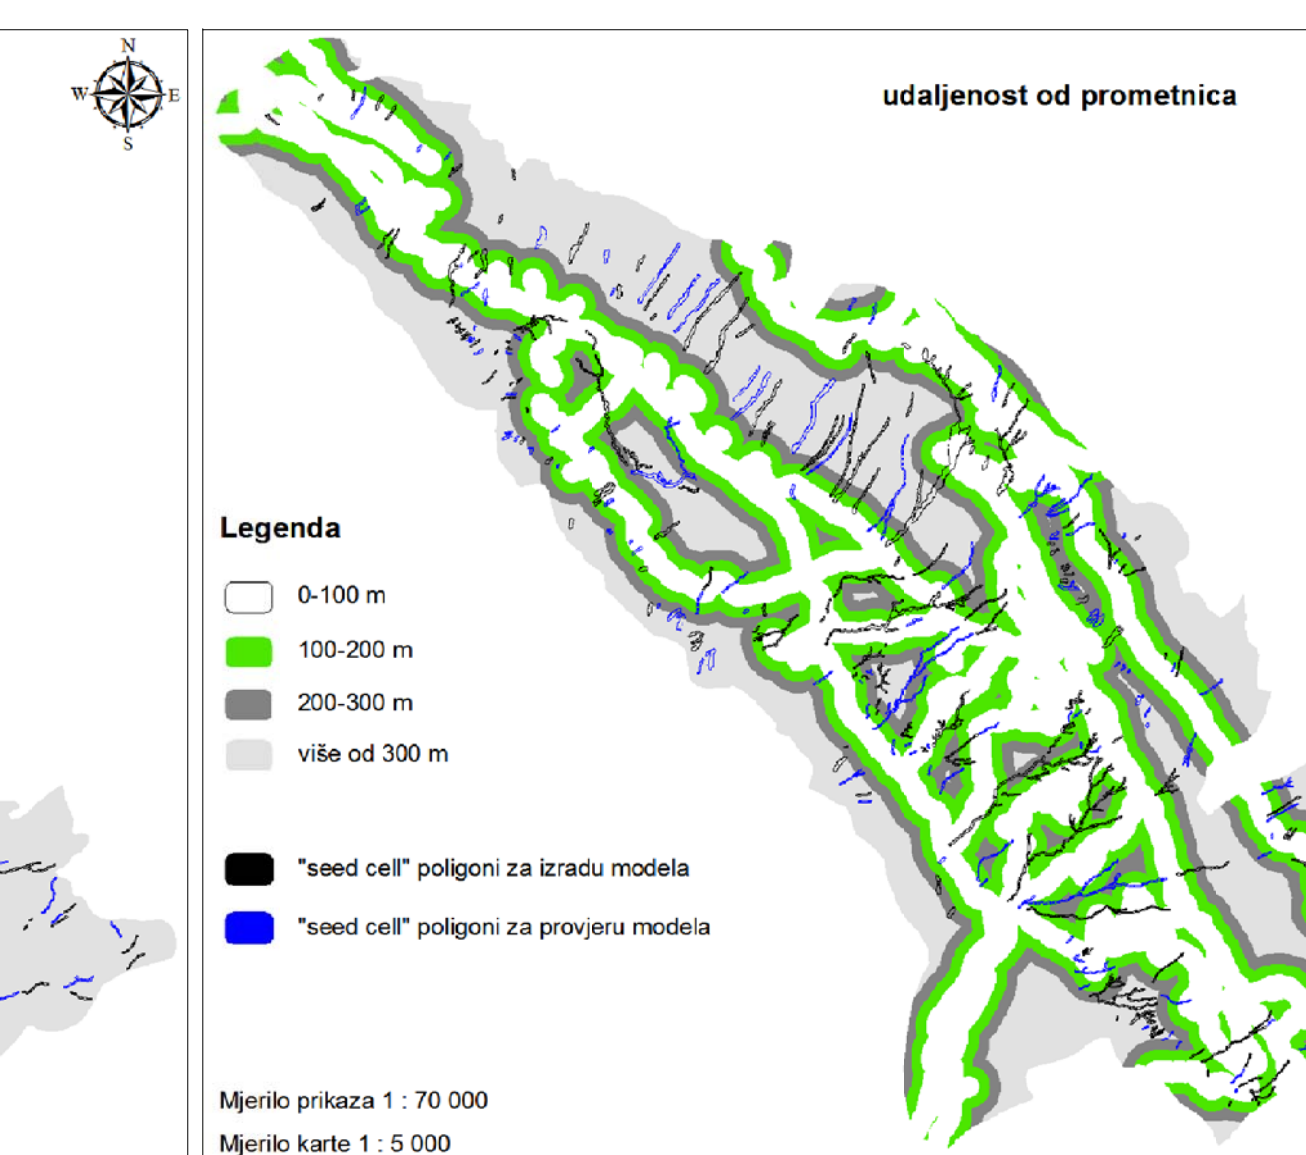 N
W E
S
udaljenost od prometnica
Legenda
0-100 m
100-200 m
200-300 m
više od 300 m
"seed cell" poligoni za izradu modela
"seed cell" poligoni za provjeru modela
Mjerilo prikaza 1 : 70 000
Mjerilo karte 1 : 5 000